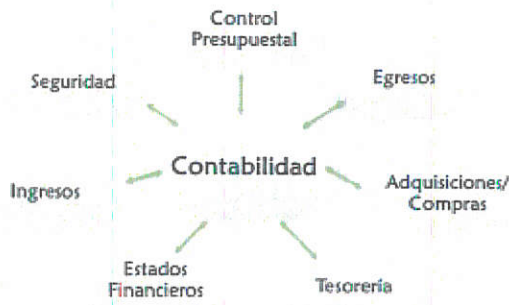 Control
Presupuestal
Seguridad
Egresos
Contabilidad
Ingresos
Adquisiciones/
Compras
Estados
Financieros
Tesorería